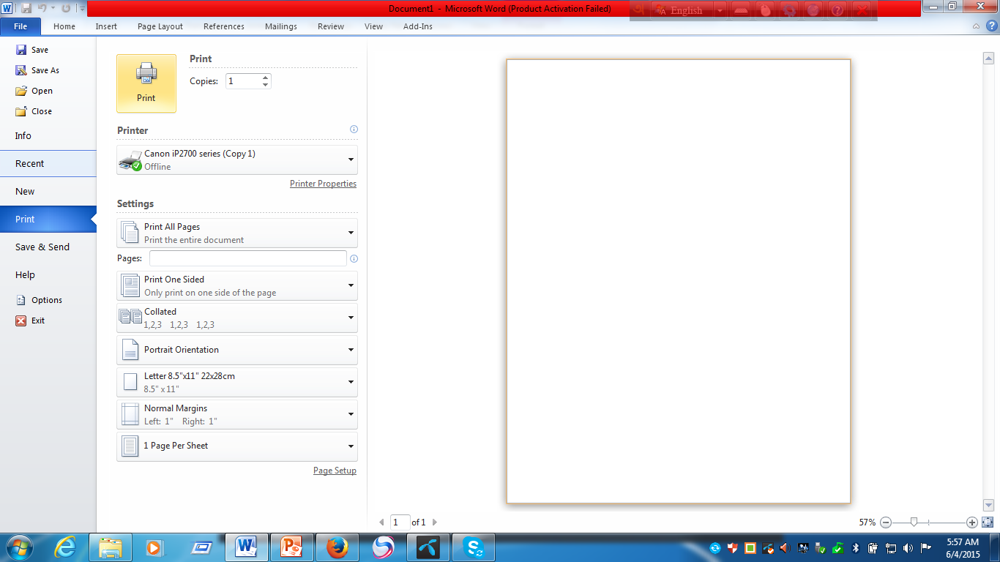 Document1 - Microsoft Word (Product Activation Failed)
English
File Home Insert Page Layout References Mailings Review View Add-Ins
Save
Save As
Open
Close
Info
Recent
New
Print
Save & Send
Help
Options
Exit
Print
Print
Copies: 1
Printer
Canon iP2700 series (Copy 1)
Offline
Printer Properties
Settings
Print All Pages
Print the entire document
Pages:
Print One Sided
Only print on one side of the page
Collated
1,2,3 1,2,3 1,2,3
Portrait Orientation
Letter 8.5"x11" 22x28cm
8.5" x 11"
Normal Margins
Left: 1" Right: 1"
1 Page Per Sheet
Page Setup
1 of 1
57%
5:57 AM
6/4/2015